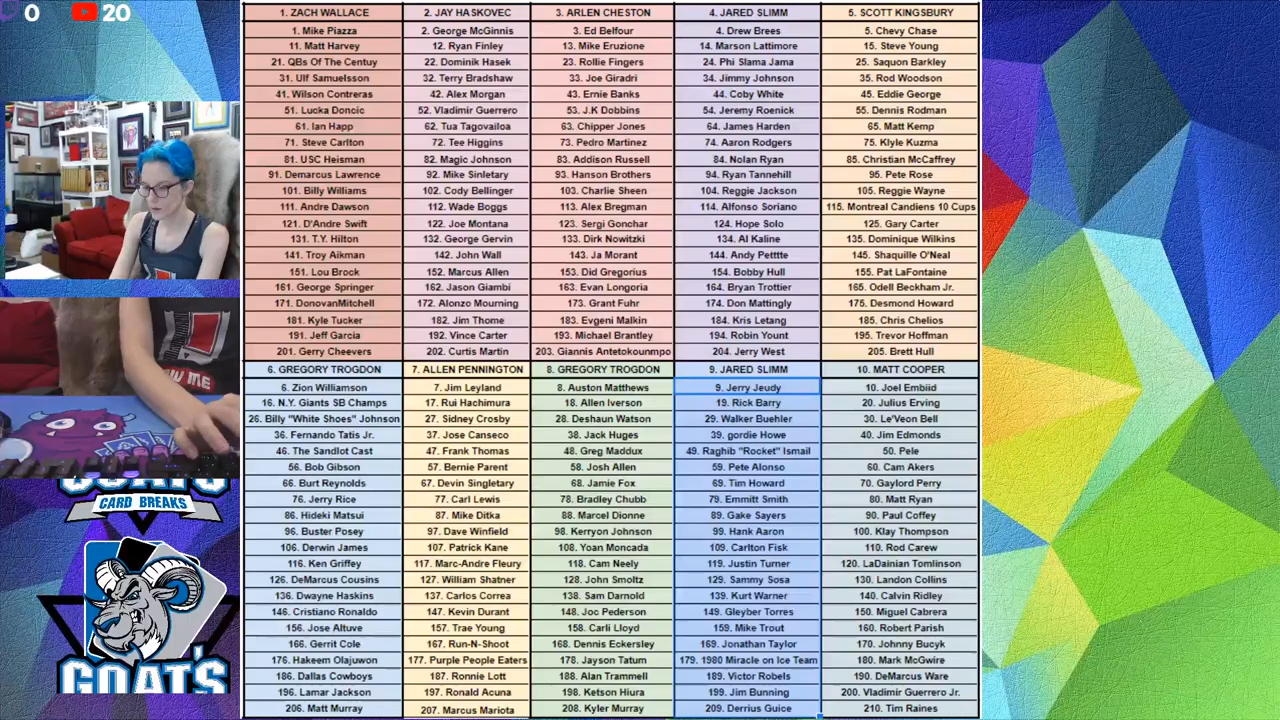 0 20
1. ZACH WALLACE 2. JAY HASKOVEC 3. ARLEN CHESTON 4. JARED SLIMM 5. SCOTT KINGSBURY
1. Mike Piazza 2. George McGinnis 3. Ed Belfour 4. Drew Brees 5. Chevy Chase
11. Matt Harvey 12. Ryan Finley 13. Mike Eruzione 14. Marson Lattimore 15. Steve Young
21. QBs Of The Centuy 22. Dominik Hasek 23. Rollie Fingers 24. Phi Slama Jama 25. Saquon Barkley
31. Ulf Samuelsson 32. Terry Bradshaw 33. Joe Giradri 34. Jimmy Johnson 35. Rod Woodson
41. Wilson Contreras 42. Alex Morgan 43. Ernie Banks 44. Coby White 45. Eddie George
51. Lucka Doncic 52. Vladimir Guerrero 53. J.K Dobbins 54. Jeremy Roenick 55. Dennis Rodman
61. Ian Happ 62. Tua Tagovailoa 63. Chipper Jones 64. James Harden 65. Matt Kemp
71. Steve Carlton 72. Tee Higgins 73. Pedro Martinez 74. Aaron Rodgers 75. Klyle Kuzma
81. USC Heisman 82. Magic Johnson 83. Addison Russell 84. Nolan Ryan 85. Christian McCaffrey
91. Demarcus Lawrence 92. Mike Sinletary 93. Hanson Brothers 94. Ryan Tannehill 95. Pete Rose
101. Billy Williams 102. Cody Bellinger 103. Charlie Sheen 104. Reggie Jackson 105. Reggie Wayne
111. Andre Dawson 112. Wade Boggs 113. Alex Bregman 114. Alfonso Soriano 115. Montreal Candiens 10 Cups
121. D'Andre Swift 122. Joe Montana 123. Sergi Gonchar 124. Hope Solo 125. Gary Carter
131. T.Y. Hilton 132. George Gervin 133. Dirk Nowitzki 134. Al Kaline 135. Dominique Wilkins
141. Troy Aikman 142. John Wall 143. Ja Morant 144. Andy Petttte 145. Shaquille O'Neal
151. Lou Brock 152. Marcus Allen 153. Did Gregorius 154. Bobby Hull 155. Pat LaFontaine
161. George Springer 162. Jason Giambi 163. Evan Longoria 164. Bryan Trottier 165. Odell Beckham Jr.
171. DonovanMitchell 172. Alonzo Mourning 173. Grant Fuhr 174. Don Mattingly 175. Desmond Howard
181. Kyle Tucker 182. Jim Thome 183. Evgeni Malkin 184. Kris Letang 185. Chris Chelios
191. Jeff Garcia 192. Vince Carter 193. Michael Brantley 194. Robin Yount 195. Trevor Hoffman
201. Gerry Cheevers 202. Curtis Martin 203. Giannis Antetokounmpo 204. Jerry West 205. Brett Hull
6. GREGORY TROGDON 7. ALLEN PENNINGTON 8. GREGORY TROGDON 9. JARED SLIMM 10. MATT COOPER
6. Zion Williamson 7. Jim Leyland 8. Auston Matthews 9. Jerry Jeudy 10. Joel Embiid
16. N.Y. Giants SB Champs 17. Rui Hachimura 18. Allen Iverson 19. Rick Barry 20. Julius Erving
26. Billy "White Shoes" Johnson 27. Sidney Crosby 28. Deshaun Watson 29. Walker Buehler 30. Le'Veon Bell
36. Fernando Tatis Jr. 37. Jose Canseco 38. Jack Huges 39. gordie Howe 40. Jim Edmonds
46. The Sandlot Cast 47. Frank Thomas 48. Greg Maddux 49. Raghib "Rocket" Ismail 50. Pele
56. Bob Gibson 57. Bernie Parent 58. Josh Allen 59. Pete Alonso 60. Cam Akers
66. Burt Reynolds 67. Devin Singletary 68. Jamie Fox 69. Tim Howard 70. Gaylord Perry
76. Jerry Rice 77. Carl Lewis 78. Bradley Chubb 79. Emmitt Smith 80. Matt Ryan
86. Hideki Matsui 87. Mike Ditka 88. Marcel Dionne 89. Gake Sayers 90. Paul Coffey
96. Buster Posey 97. Dave Winfield 98. Kerryon Johnson 99. Hank Aaron 100. Klay Thompson
106. Derwin James 107. Patrick Kane 108. Yoan Moncada 109. Carlton Fisk 110. Rod Carew
116. Ken Griffey 117. Marc-Andre Fleury 118. Cam Neely 119. Justin Turner 120. LaDainian Tomlinson
126. DeMarcus Cousins 127. William Shatner 128. John Smoltz 129. Sammy Sosa 130. Landon Collins
136. Dwayne Haskins 137. Carlos Correa 138. Sam Darnold 139. Kurt Warner 140. Calvin Ridley
146. Cristiano Ronaldo 147. Kevin Durant 148. Joc Pederson 149. Gleyber Torres 150. Miguel Cabrera
156. Jose Altuve 157. Trae Young 158. Carli Lloyd 159. Mike Trout 160. Robert Parish
166. Gerrit Cole 167. Run-N-Shoot 168. Dennis Eckersley 169. Jonathan Taylor 170. Johnny Bucyk
176. Hakeem Olajuwon 177. Purple People Eaters 178. Jayson Tatum 179. 1980 Miracle on Ice Team 180. Mark McGwire
186. Dallas Cowboys 187. Ronnie Lott 188. Alan Trammell 189. Victor Robels 190. DeMarcus Ware
196. Lamar Jackson 197. Ronald Acuna 198. Ketson Hiura 199. Jim Bunning 200. Vladimir Guerrero Jr.
206. Matt Murray 207. Marcus Mariota 208. Kyler Murray 209. Derrius Guice 210. Tim Raines
ME
GOATS
CARD BREAKS
GOAT'S